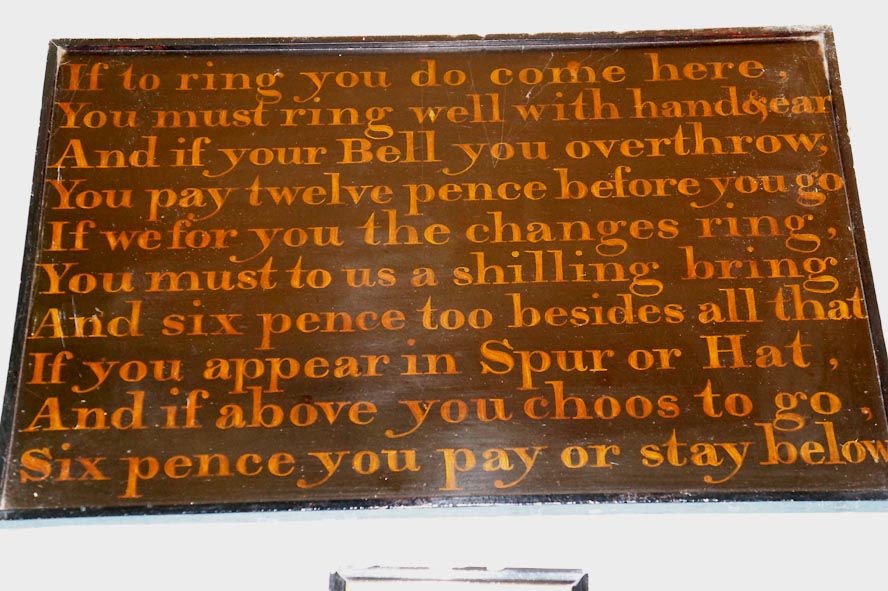 If to ring you do come here,
You must ring well with hand & ear
And if your Bell you overthrow,
You pay twelve pence before you go
If we for you the changes ring,
You must to us a shilling bring
And six pence too besides all that
If you appear in Spur or Hat,
And if above you choos to go,
Six pence you pay or stay below